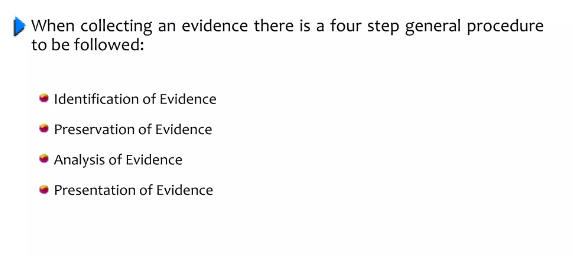 When collecting an evidence there is a four step general procedure
to be followed:
Identification of Evidence
Preservation of Evidence
Analysis of Evidence
Presentation of Evidence